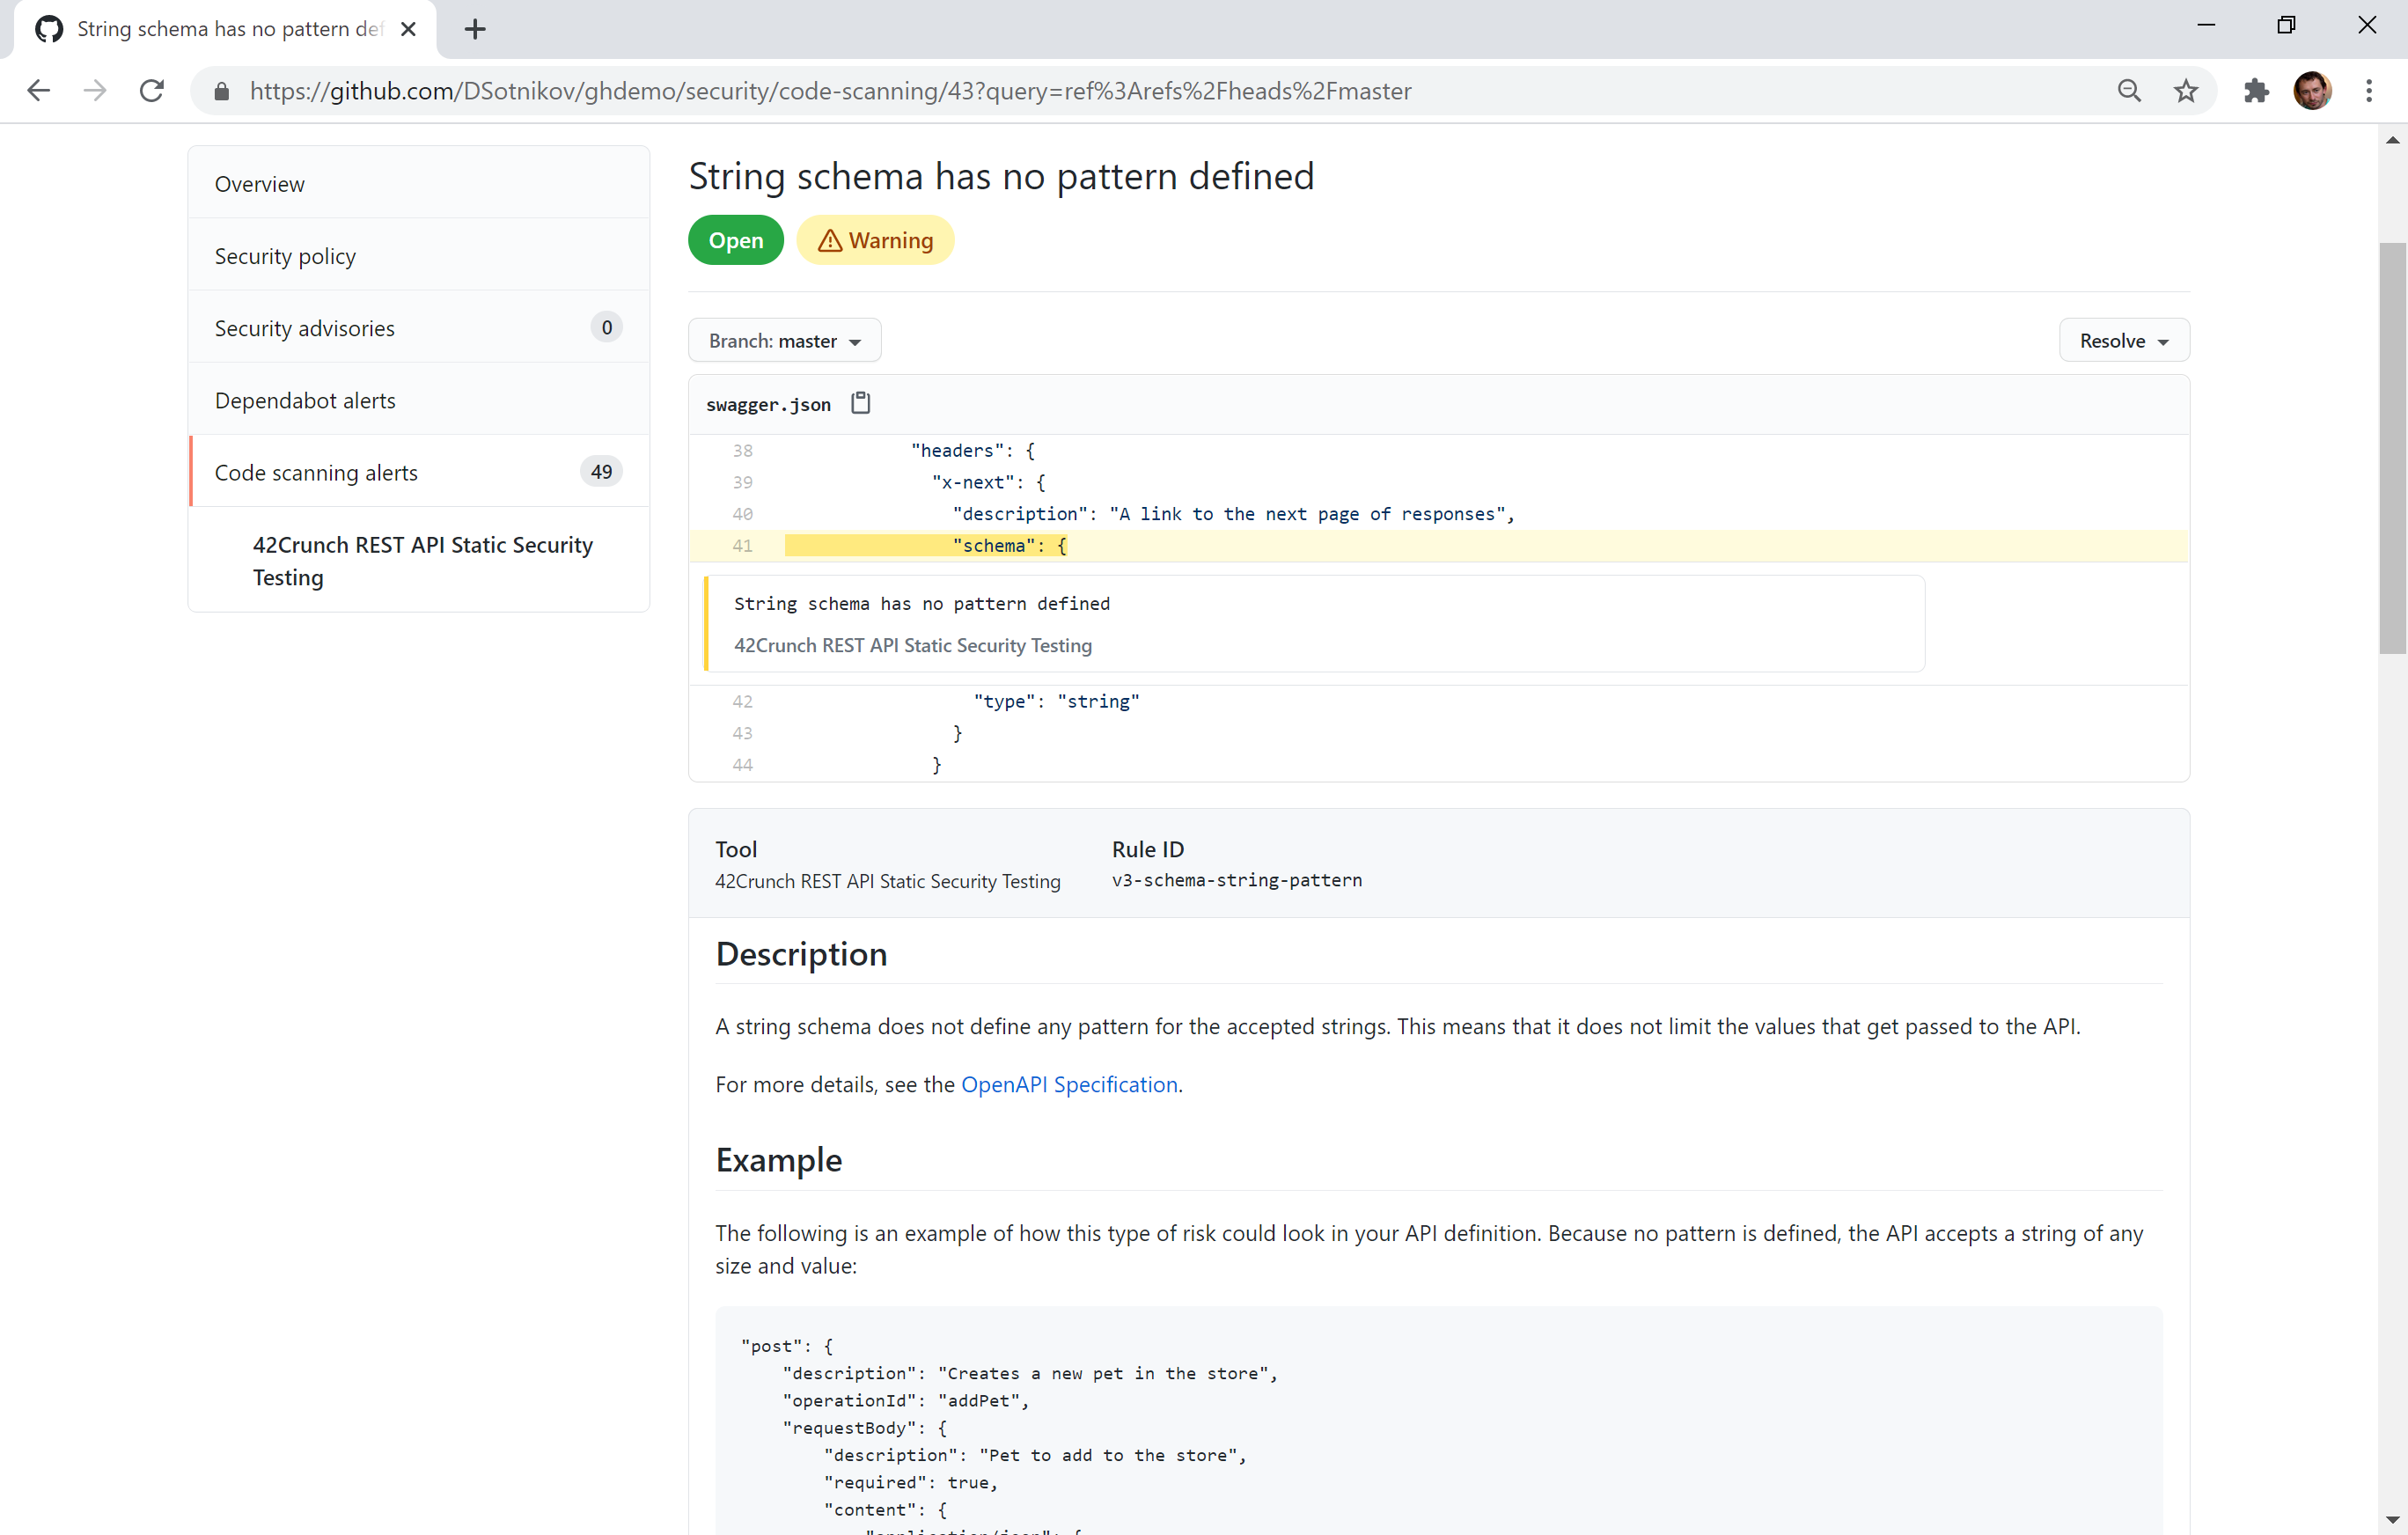 String schema has no pattern def
https://github.com/DSotnikov/ghdemo/security/code-scanning/43?query=ref%3Arefs%2Fheads%2Fmaster
Overview
Security policy
Security advisories 0
Dependabot alerts
Code scanning alerts 49
42Crunch REST API Static Security
Testing
String schema has no pattern defined
Open
Warning
Branch: master
Resolve
swagger.json
38 "headers": {
39 "x-next": {
40 "description": "A link to the next page of responses",
41 "schema": {
String schema has no pattern defined
42Crunch REST API Static Security Testing
42 "type": "string"
43 }
44 }
Tool
42Crunch REST API Static Security Testing
Rule ID
v3-schema-string-pattern
Description
A string schema does not define any pattern for the accepted strings. This means that it does not limit the values that get passed to the API.
For more details, see the OpenAPI Specification.
Example
The following is an example of how this type of risk could look in your API definition. Because no pattern is defined, the API accepts a string of any
size and value:
"post": {
"description": "Creates a new pet in the store",
"operationId": "addPet",
"requestBody": {
"description": "Pet to add to the store",
"required": true,
"content": {